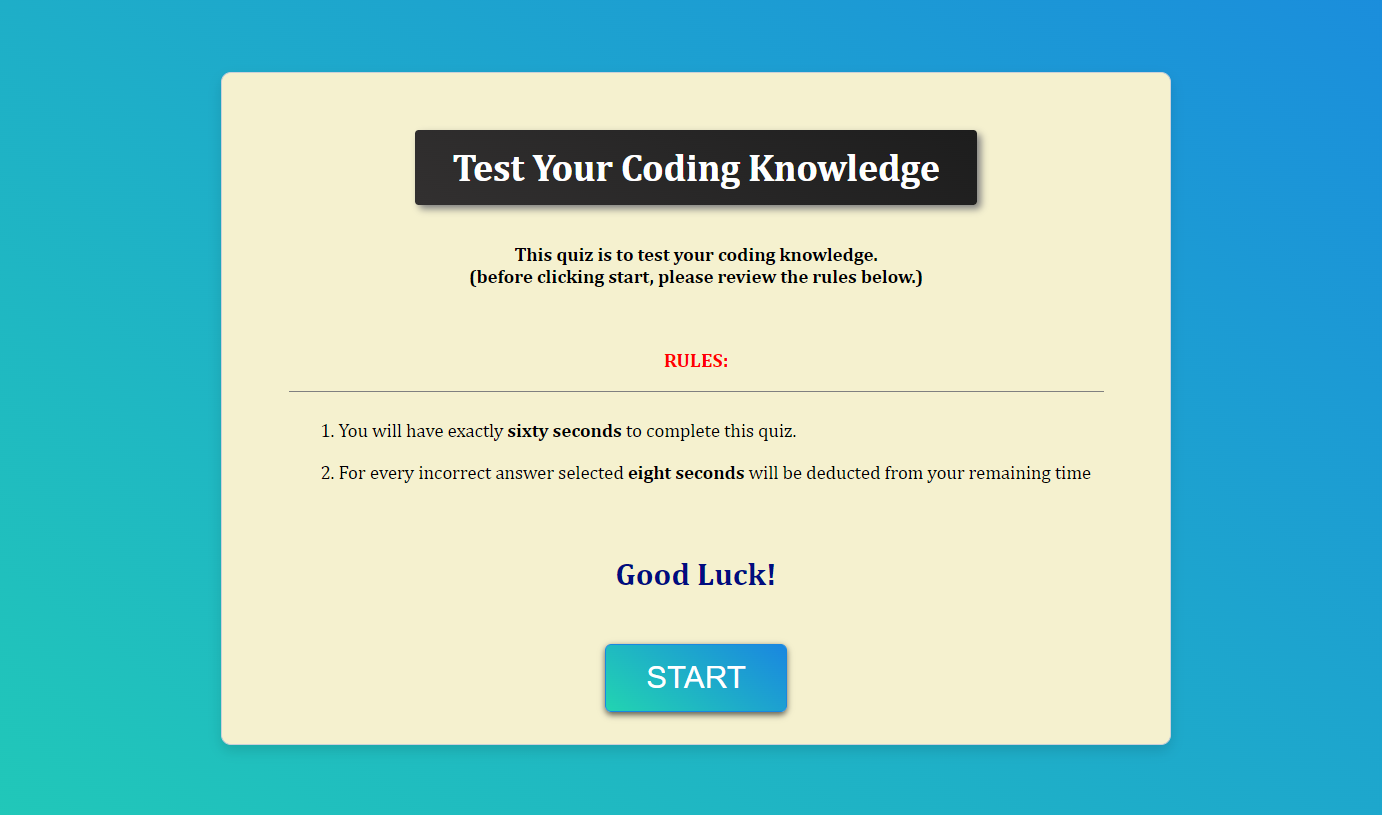 Test Your Coding Knowledge
This quiz is to test your coding knowledge.
(before clicking start, please review the rules below.)
RULES:
1. You will have exactly sixty seconds to complete this quiz.
2. For every incorrect answer selected eight seconds will be deducted from your remaining time
Good Luck!
START